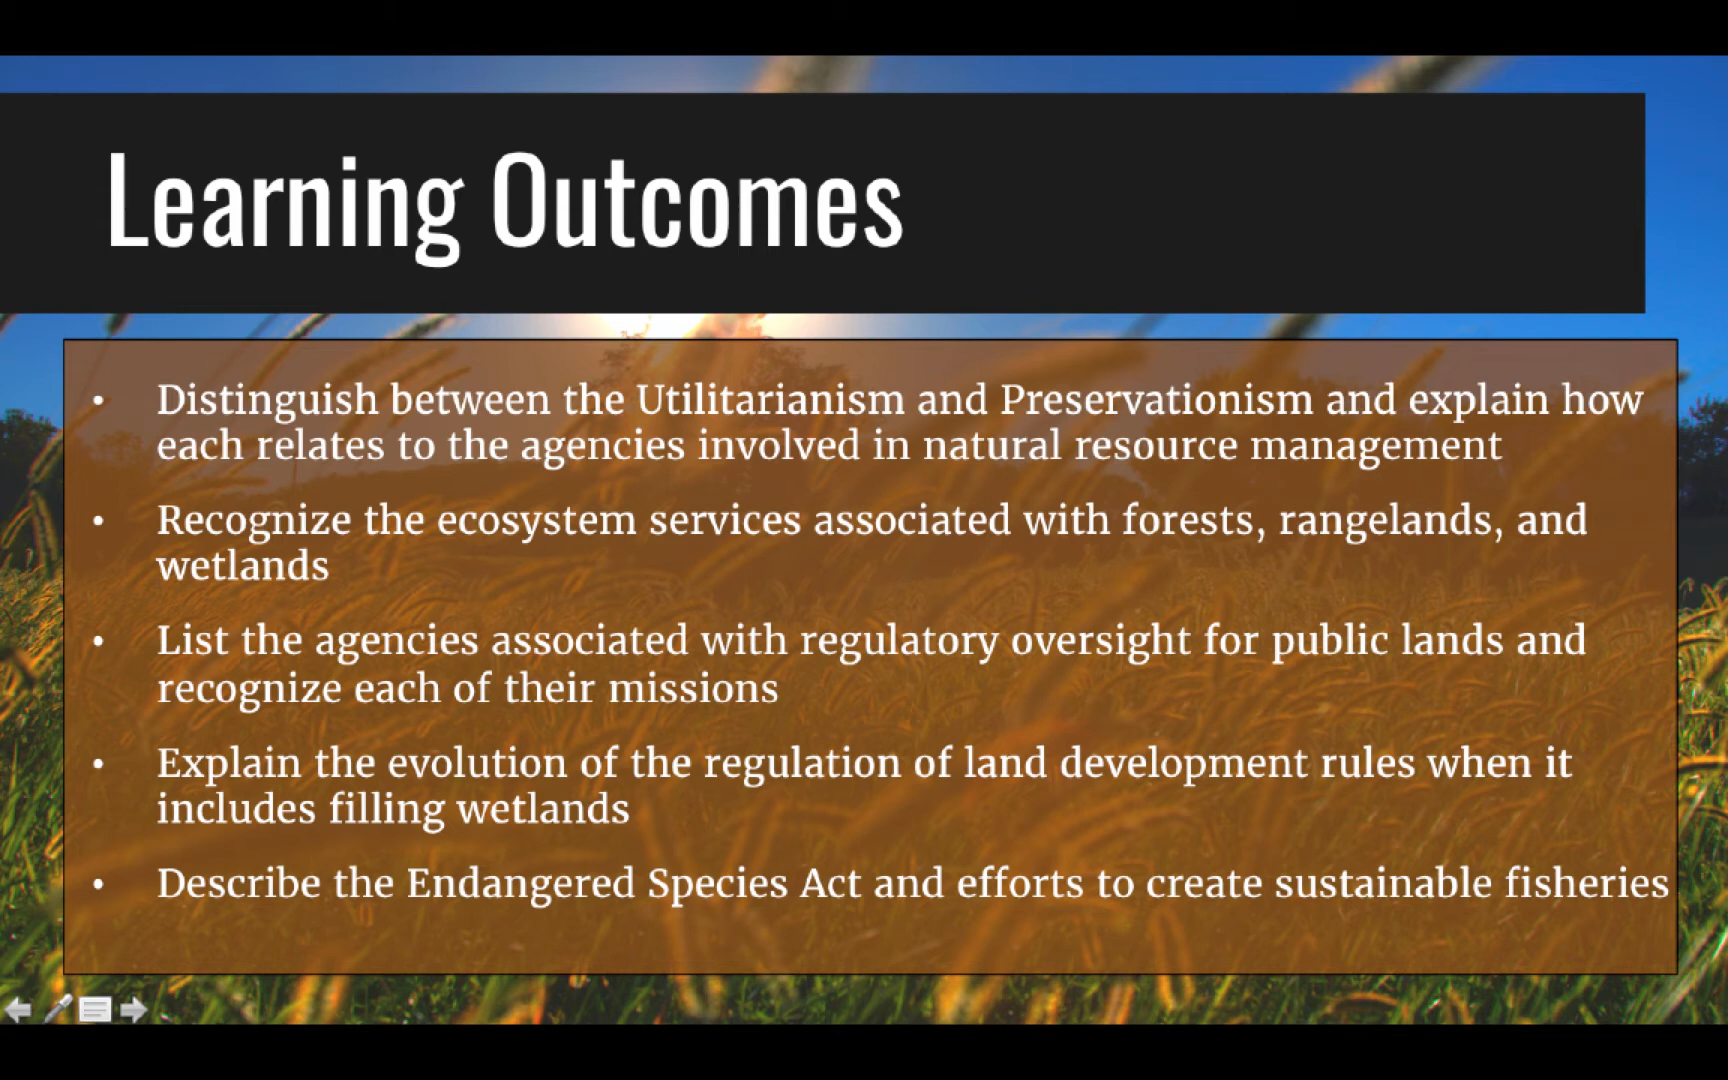 Learning Outcomes
• Distinguish between the Utilitarianism and Preservationism and explain how
each relates to the agencies involved in natural resource management
• Recognize the ecosystem services associated with forests, rangelands, and
wetlands
• List the agencies associated with regulatory oversight for public lands and
recognize each of their missions
• Explain the evolution of the regulation of land development rules when it
includes filling wetlands
• Describe the Endangered Species Act and efforts to create sustainable fisheries